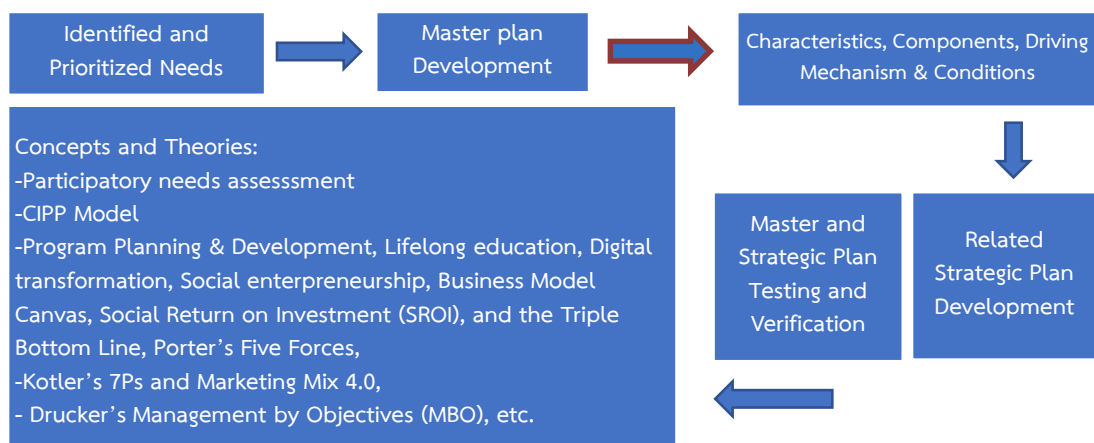 Identified and
Prioritized Needs
Master plan
Development
Characteristics, Components, Driving
Mechanism & Conditions
Concepts and Theories:
-Participatory needs assesssment
-CIPP Model
-Program Planning & Development, Lifelong education, Digital
transformation, Social enterpreneurship, Business Model
Canvas, Social Return on Investment (SROI), and the Triple
Bottom Line, Porter's Five Forces,
-Kotler's 7Ps and Marketing Mix 4.0,
- Drucker's Management by Objectives (MBO), etc.
Master and
Strategic Plan
Testing and
Verification
Related
Strategic Plan
Development